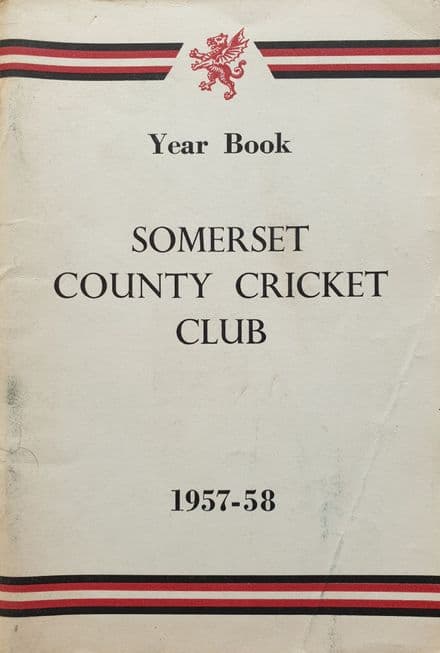 Year Book
SOMERSET
COUNTY CRICKET
CLUB
1957-58